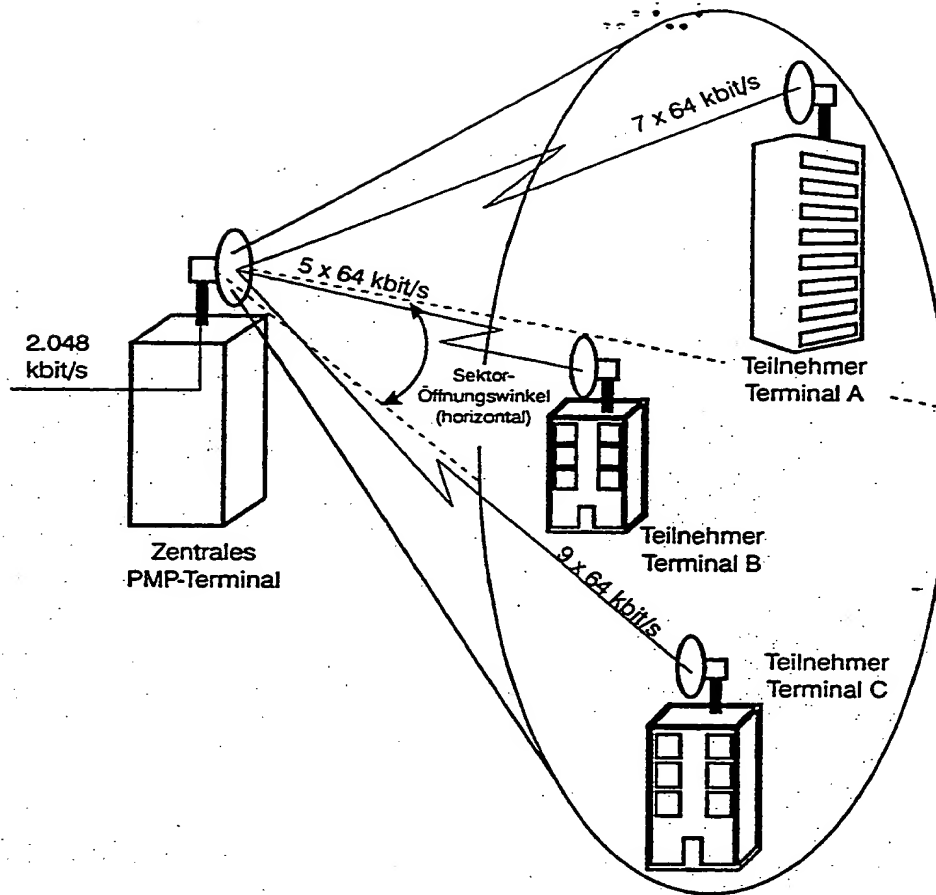 7 x 64 kbit/s
5 x 64 kbit/s
2.048
kbit/s
Sektor-
Öffnungswinkel
(horizontal)
Teilnehmer
Terminal A
Zentrales
PMP-Terminal
Teilnehmer
Terminal B
9 x 64 kbit/s
Teilnehmer
Terminal C